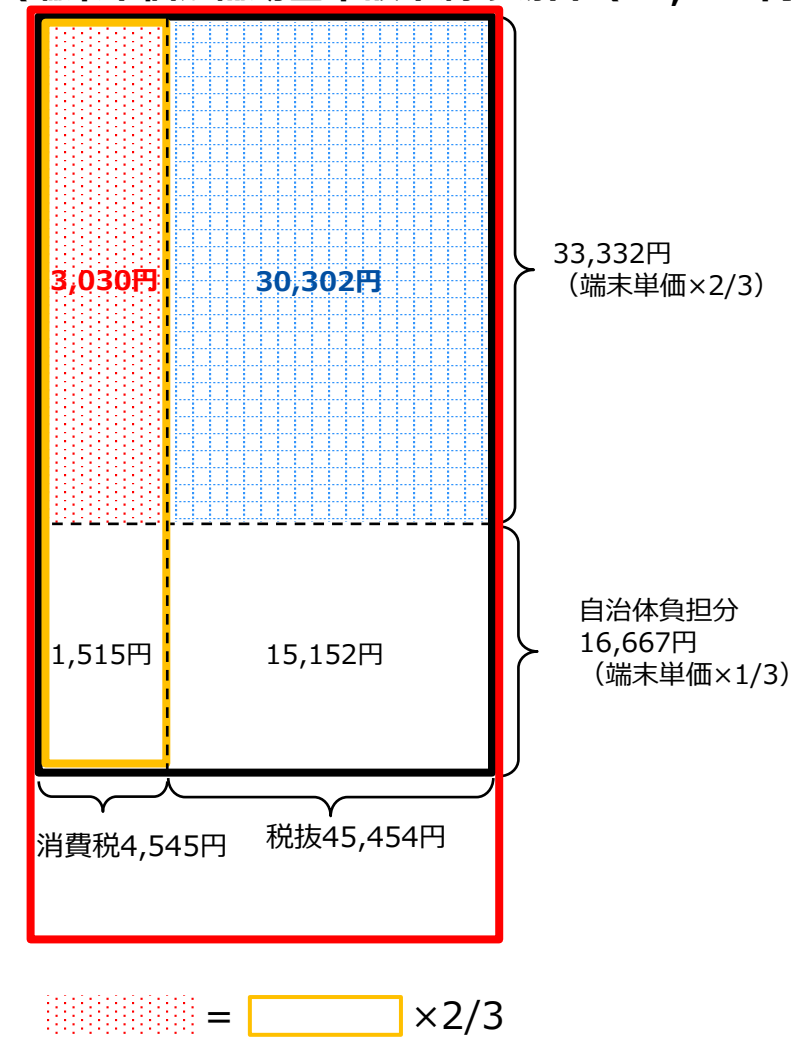 3,030円
30,302円
33,332円
（端末単価×2/3）
1,515円
15,152円
自治体負担分
16,667円
（端末単価×1/3）
消費税4,545円
税抜45,454円
=
×2/3